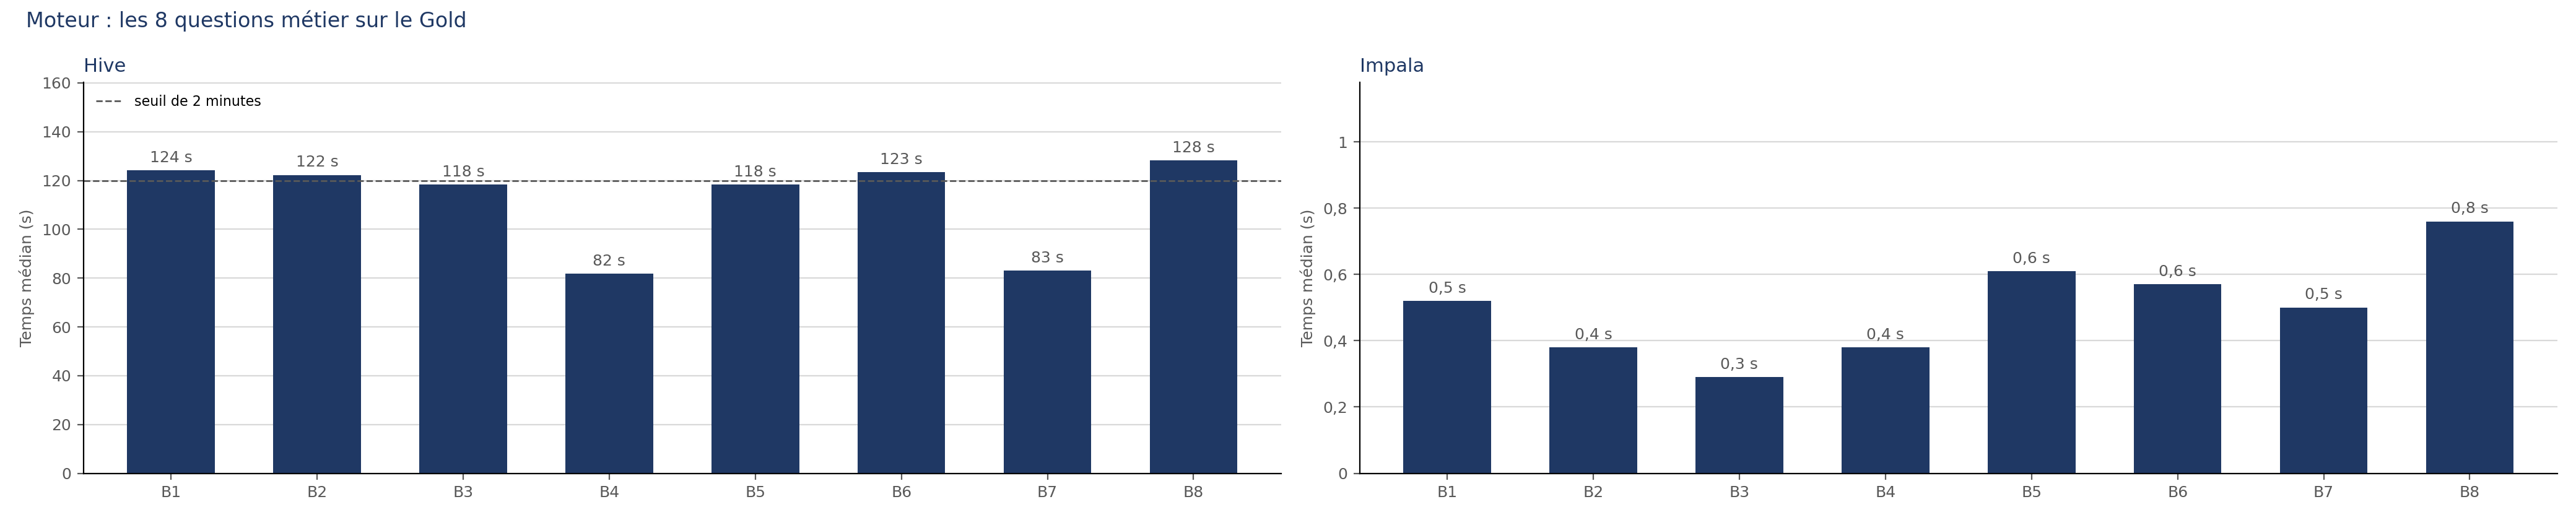 Moteur : les 8 questions métier sur le Gold
Hive
160
140
120
100
80
60
40
20
0
Temps médian (s)
seuil de 2 minutes
124 s
122 s
118 s
82 s
118 s
123 s
83 s
128 s
B1 B2 B3 B4 B5 B6 B7 B8
Impala
1
0,8
0,6
0,4
0,2
0
Temps médian (s)
0,5 s
0,4 s
0,3 s
0,4 s
0,6 s
0,6 s
0,5 s
0,8 s
B1 B2 B3 B4 B5 B6 B7 B8